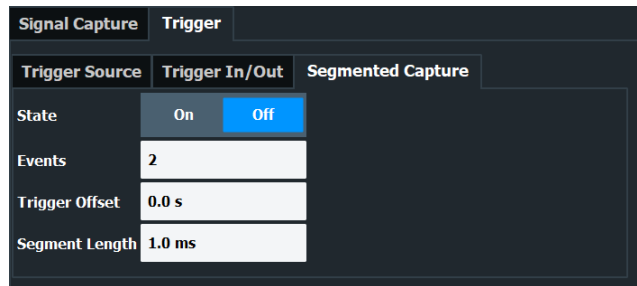 Signal Capture Trigger
Trigger Source Trigger In/Out Segmented Capture
State On Off
Events 2
Trigger Offset 0.0 s
Segment Length 1.0 ms